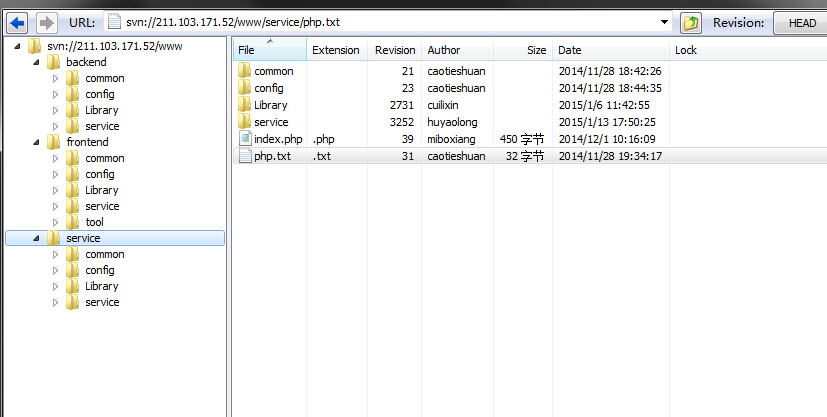 URL: svn://211.103.171.52/www/service/php.txt Revision: HEAD
svn://211.103.171.52/www
backend
common
config
Library
service
frontend
common
config
Library
service
tool
service
common
config
Library
service
File Extension Revision Author Size Date Lock
common 21 caotieshuan 2014/11/28 18:42:26
config 23 caotieshuan 2014/11/28 18:44:35
Library 2731 cuilixin 2015/1/6 11:42:55
service 3252 huyaolong 2015/1/13 17:50:25
index.php .php 39 miboxiang 450 字节 2014/12/1 10:16:09
php.txt .txt 31 caotieshuan 32 字节 2014/11/28 19:34:17